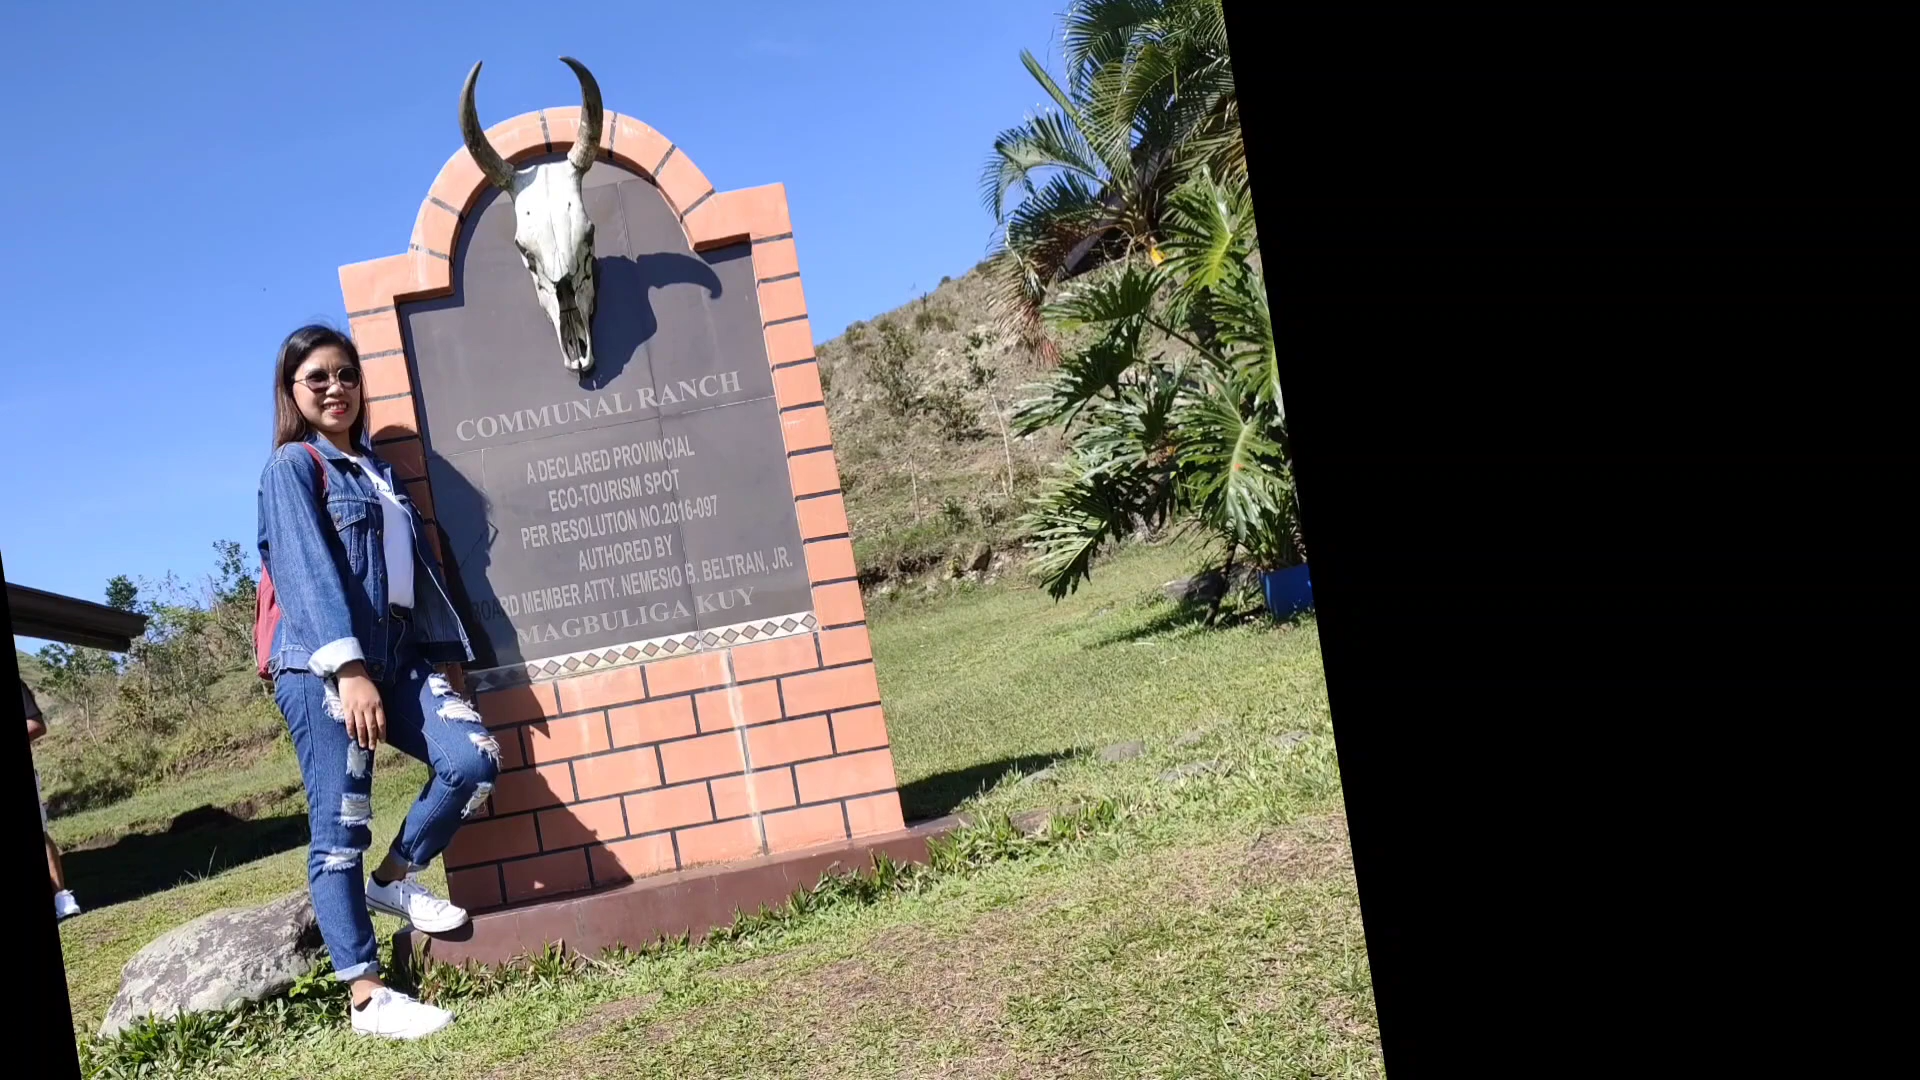 COMMUNAL RANCH
A DECLARED PROVINCIAL
ECO-TOURISM SPOT
PER RESOLUTION NO.2016-097
AUTHORED BY
BOARD MEMBER ATTY. NEMESIO B. BELTRAN, JR.
MAGBULIGA KUY